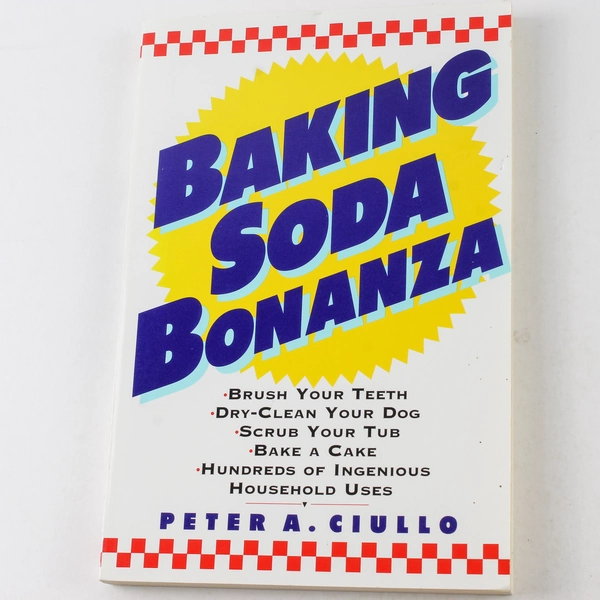 BAKING
SODA
BONANZA
•BRUSH YOUR TEETH
•DRY-CLEAN YOUR DOG
•SCRUB YOUR TUB
•BAKE A CAKE
•HUNDREDS OF INGENIOUS
HOUSEHOLD USES
PETER A. CIULLO